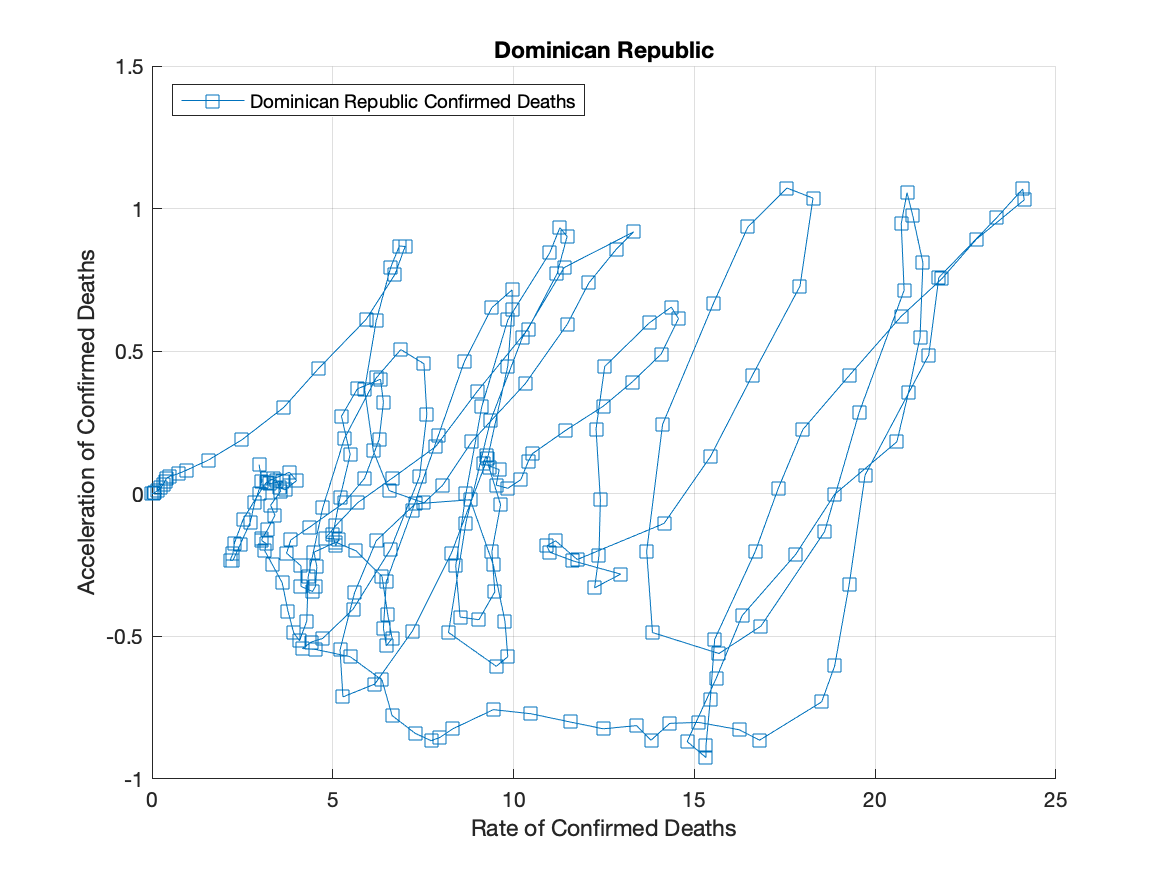 Dominican Republic
1.5
Dominican Republic Confirmed Deaths
1
0.5
0
-0.5
-1
Acceleration of Confirmed Deaths
0 5 10 15 20 25
Rate of Confirmed Deaths